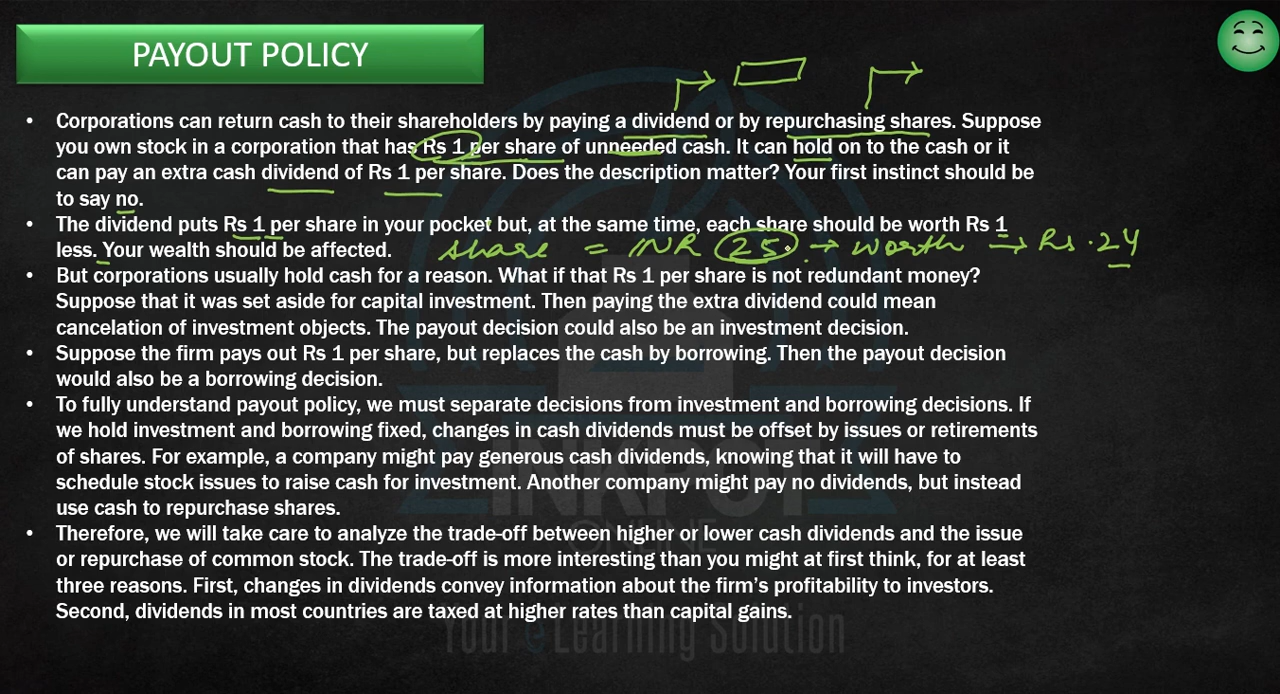 PAYOUT POLICY
• Corporations can return cash to their shareholders by paying a dividend or by repurchasing shares. Suppose
you own stock in a corporation that has Rs 1 per share of unneeded cash. It can hold on to the cash or it
can pay an extra cash dividend of Rs 1 per share. Does the description matter? Your first instinct should be
to say no.
• The dividend puts Rs 1 per share in your pocket but, at the same time, each share should be worth Rs 1
less. Your wealth should be affected.
share = INR 25 → worth ⇒ Rs. 24
• But corporations usually hold cash for a reason. What if that Rs 1 per share is not redundant money?
Suppose that it was set aside for capital investment. Then paying the extra dividend could mean
cancelation of investment objects. The payout decision could also be an investment decision.
• Suppose the firm pays out Rs 1 per share, but replaces the cash by borrowing. Then the payout decision
would also be a borrowing decision.
• To fully understand payout policy, we must separate decisions from investment and borrowing decisions. If
we hold investment and borrowing fixed, changes in cash dividends must be offset by issues or retirements
of shares. For example, a company might pay generous cash dividends, knowing that it will have to
schedule stock issues to raise cash for investment. Another company might pay no dividends, but instead
use cash to repurchase shares.
• Therefore, we will take care to analyze the trade-off between higher or lower cash dividends and the issue
or repurchase of common stock. The trade-off is more interesting than you might at first think, for at least
three reasons. First, changes in dividends convey information about the firm's profitability to investors.
Second, dividends in most countries are taxed at higher rates than capital gains.
INKPOT
ONLINE
Your eLearning Solution